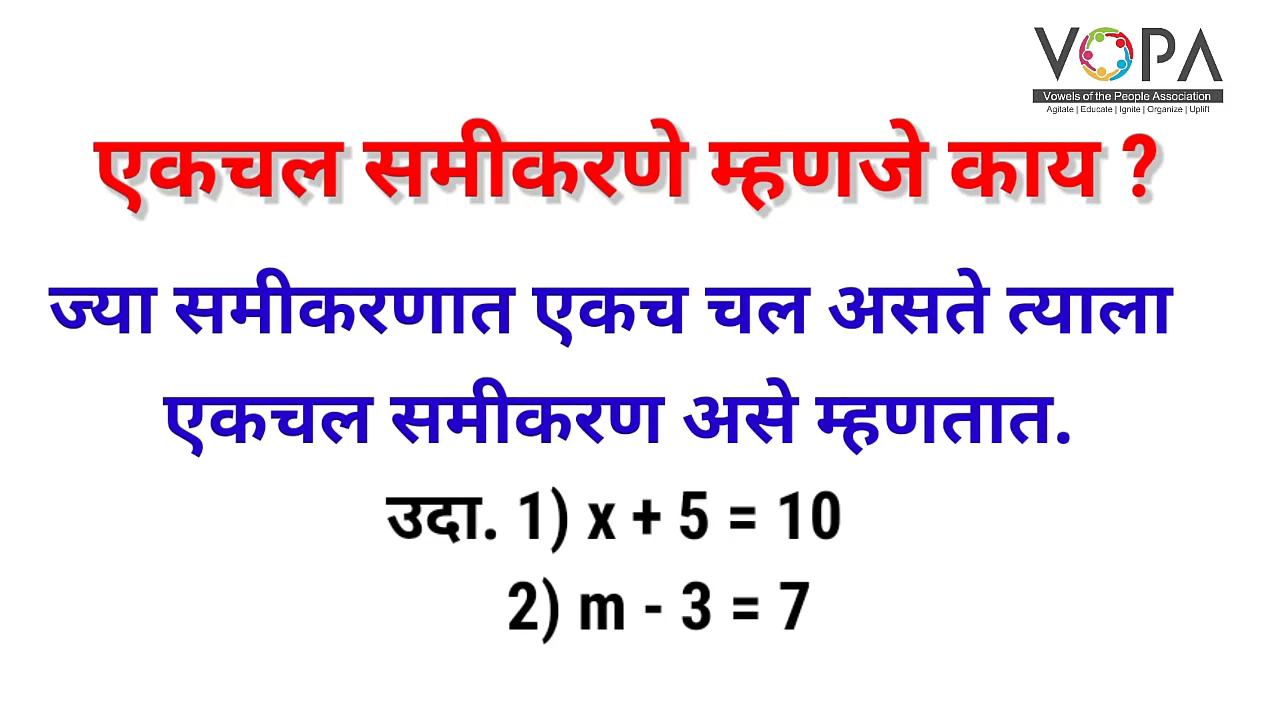 VOPA
Vowels of the People Association
Agitate | Educate | Ignite | Organize | Uplift
एकचल समीकरणे म्हणजे काय ?
ज्या समीकरणात एकच चल असते त्याला
एकचल समीकरण असे म्हणतात.
उदा. 1) x + 5 = 10
2) m - 3 = 7